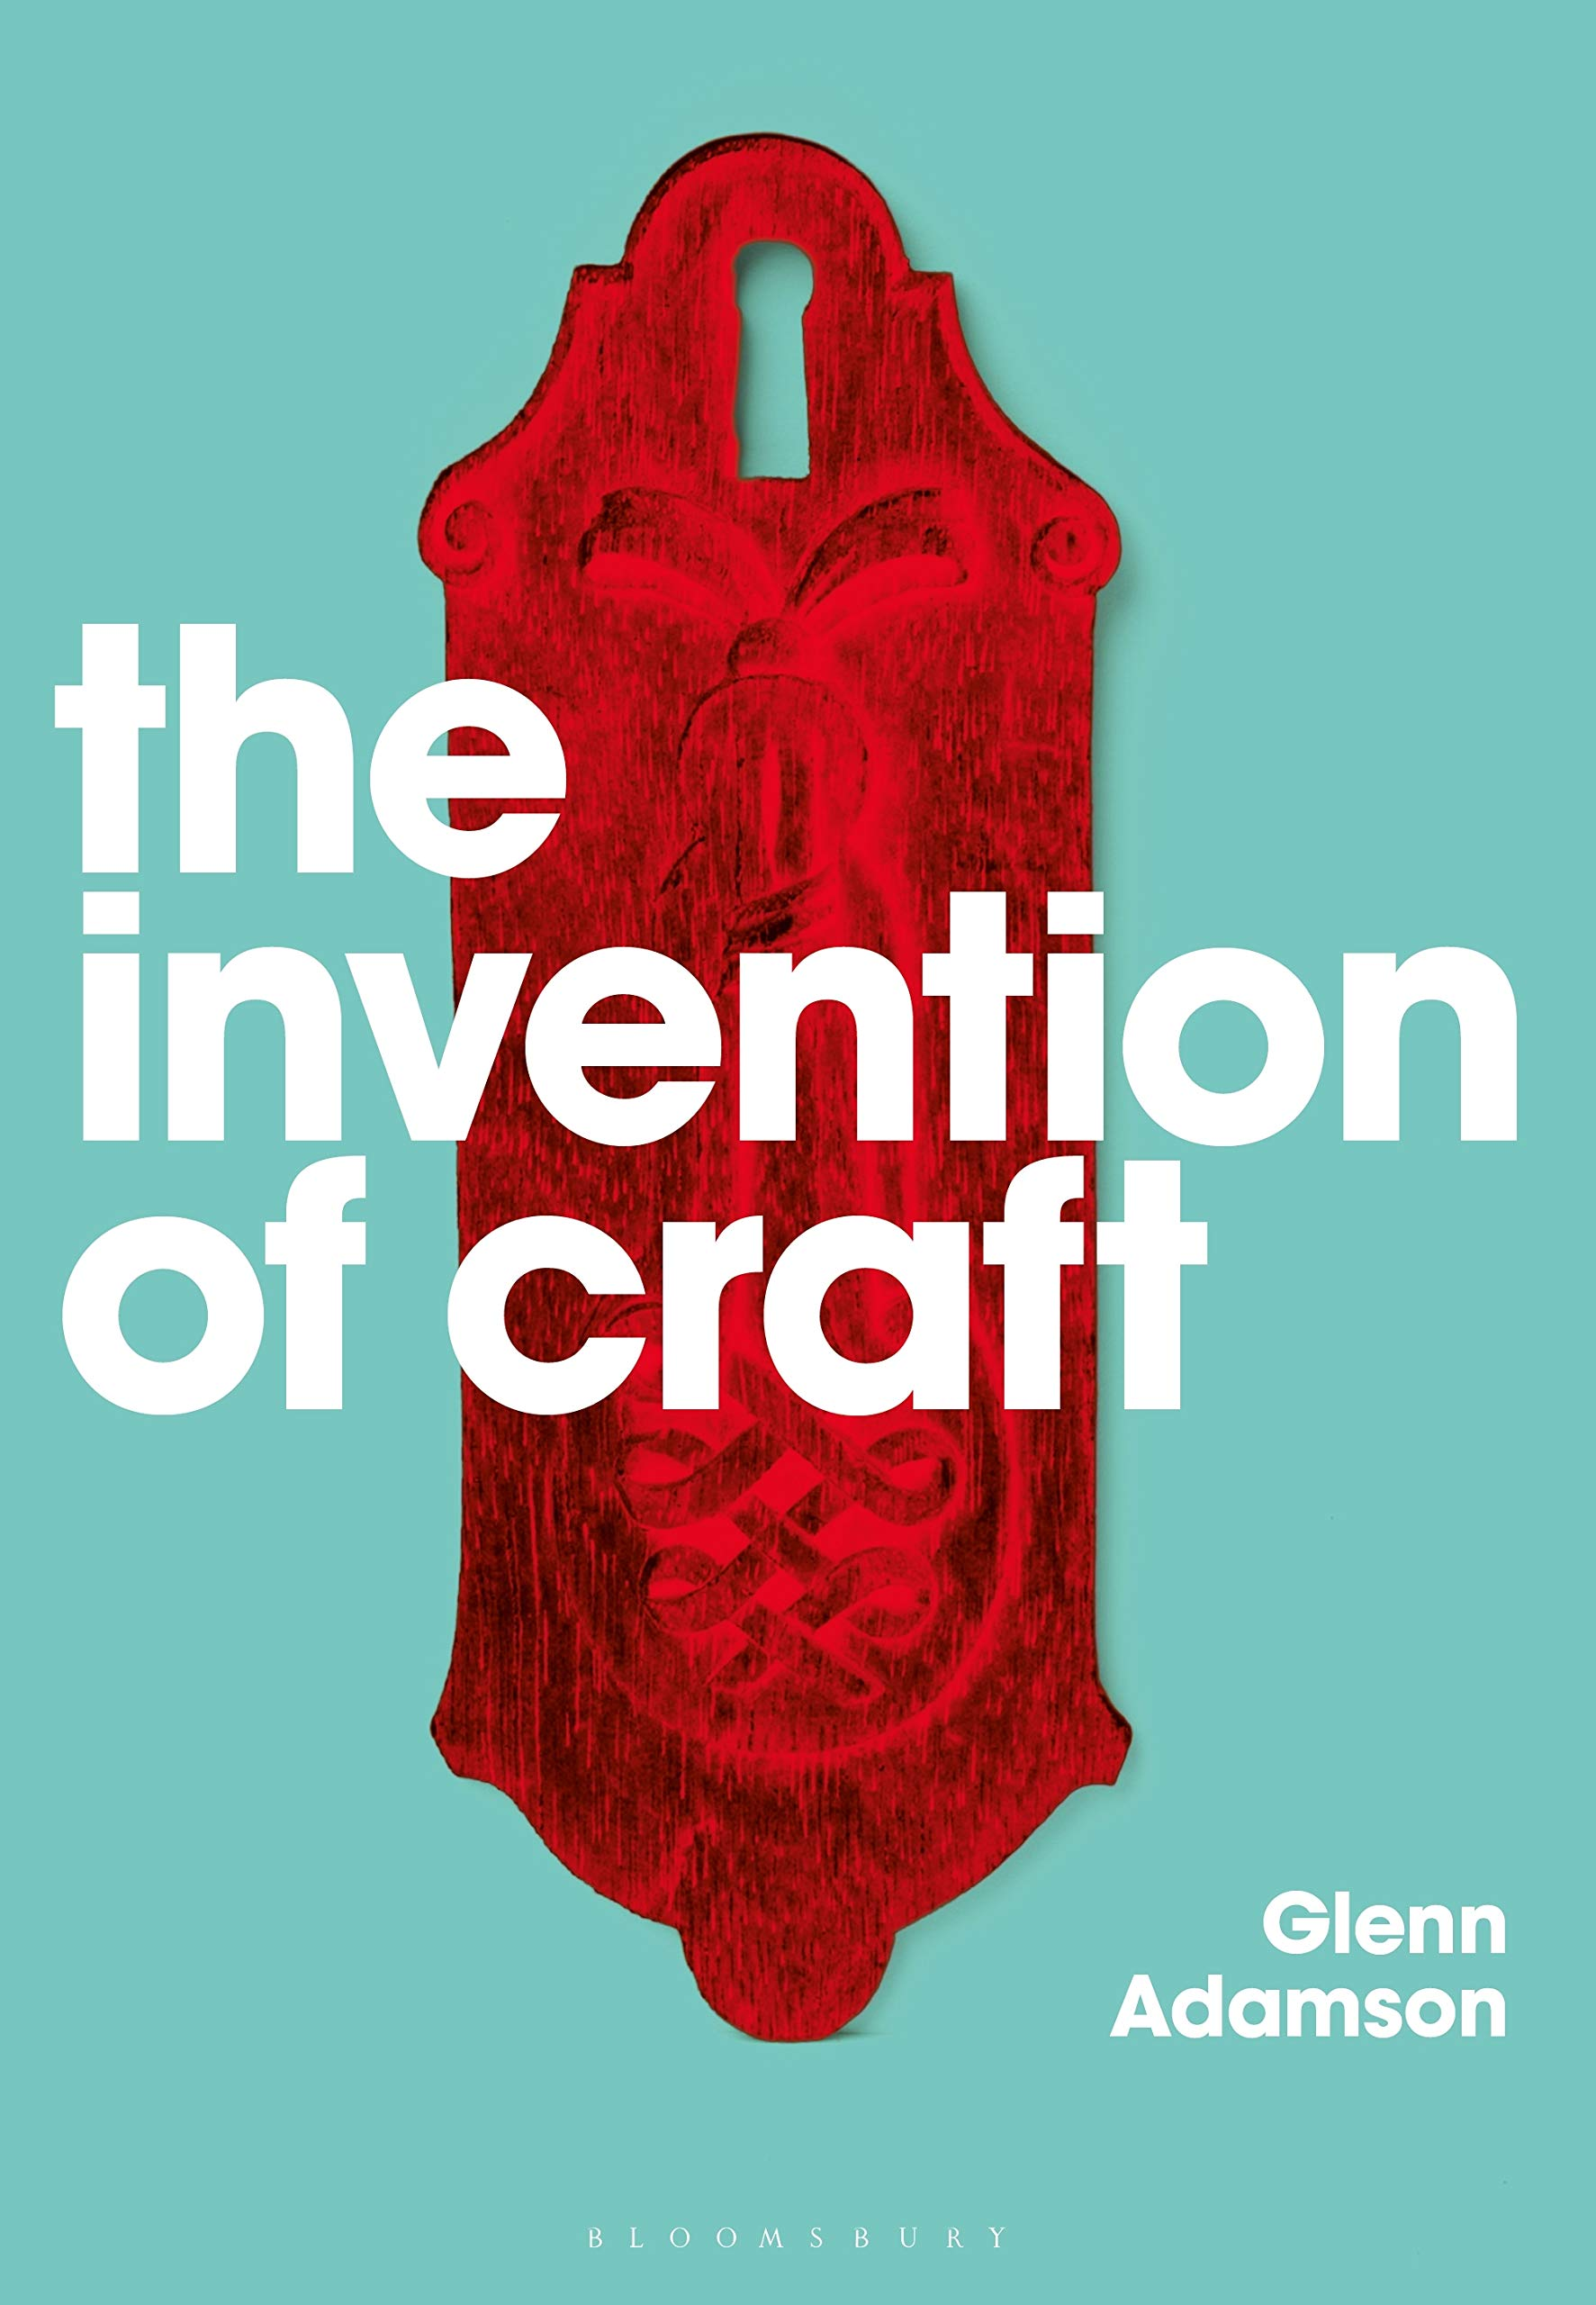 the
invention
of craft
Glenn
Adamson
BLOOMSBURY